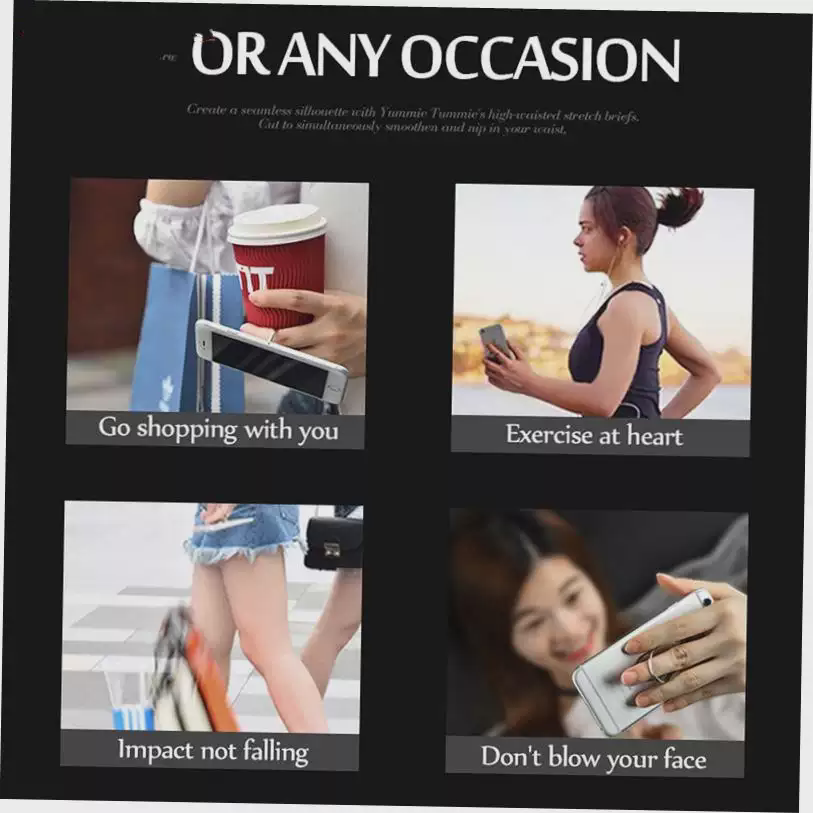 OR ANY OCCASION
Create a seamless silhouette with Yummie Tummie's high-waisted stretch briefs.
Cut to simultaneously smoothen and nip in your waist,
Go shopping with you
Exercise at heart
Impact not falling
Don't blow your face